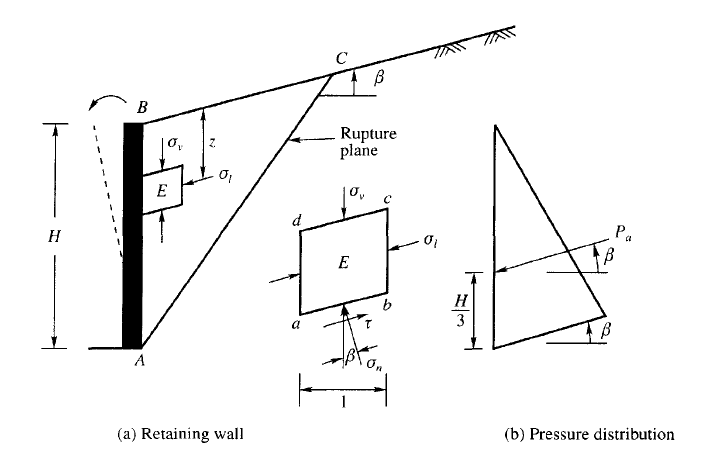 C
β
B
σv
z
Rupture
plane
σl
E
H
σv
c
d
σl
E
Pa
β
H
3
a
b
τ
β
σn
β
A
1
(a) Retaining wall
(b) Pressure distribution